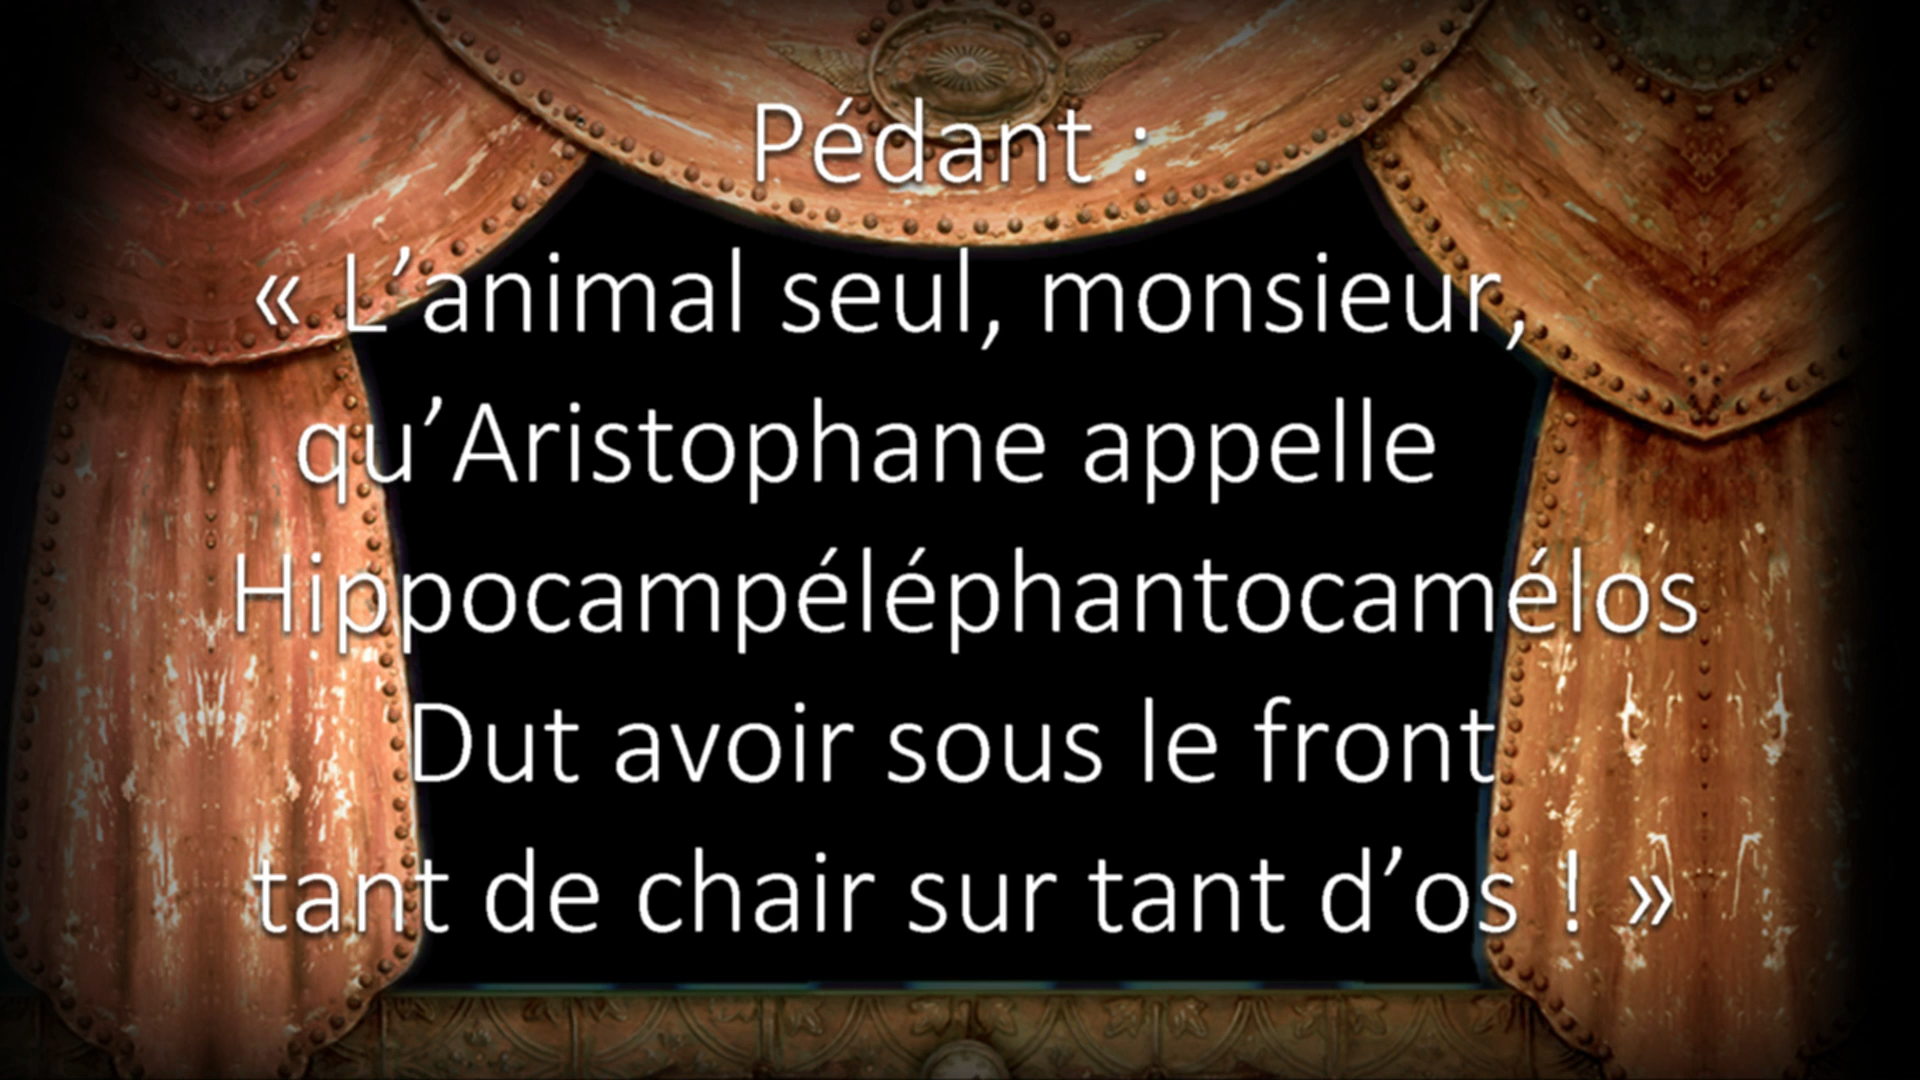 Pédant :
« L’animal seul, monsieur,
qu’Aristophane appelle
Hippocampéléphantocamélos
Dut avoir sous le front
tant de chair sur tant d’os ! »